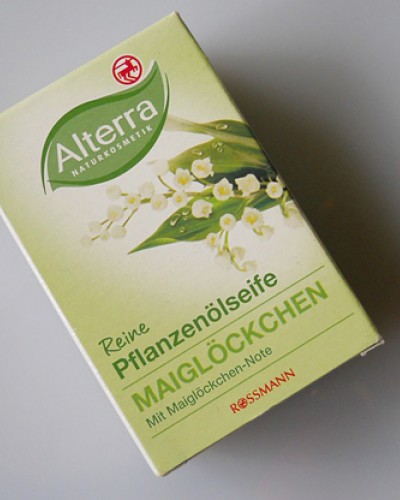 Alterra
NATURKOSMETIK
Reine
Pflanzenölseife
MAIGLÖCKCHEN
Mit Maiglöckchen-Note
ROSSMANN